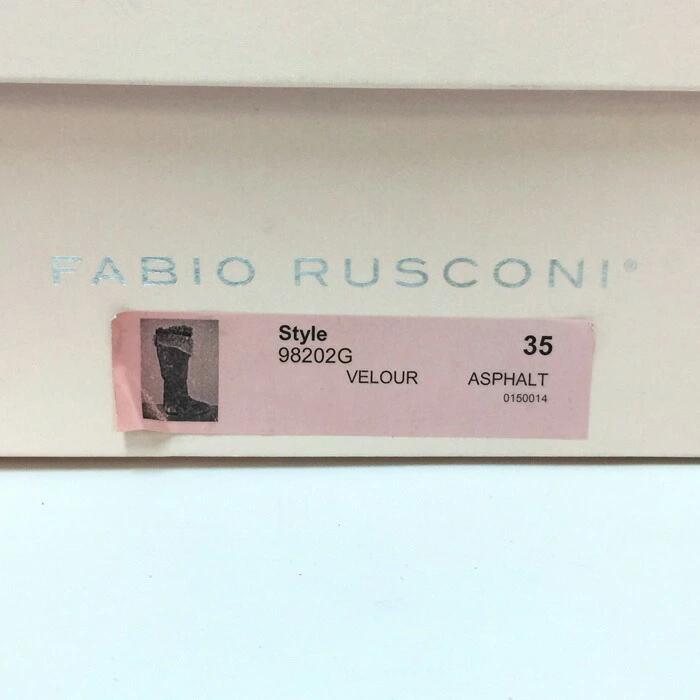 FABIO RUSCONI®
Style
98202G
35
VELOUR
ASPHALT
0150014